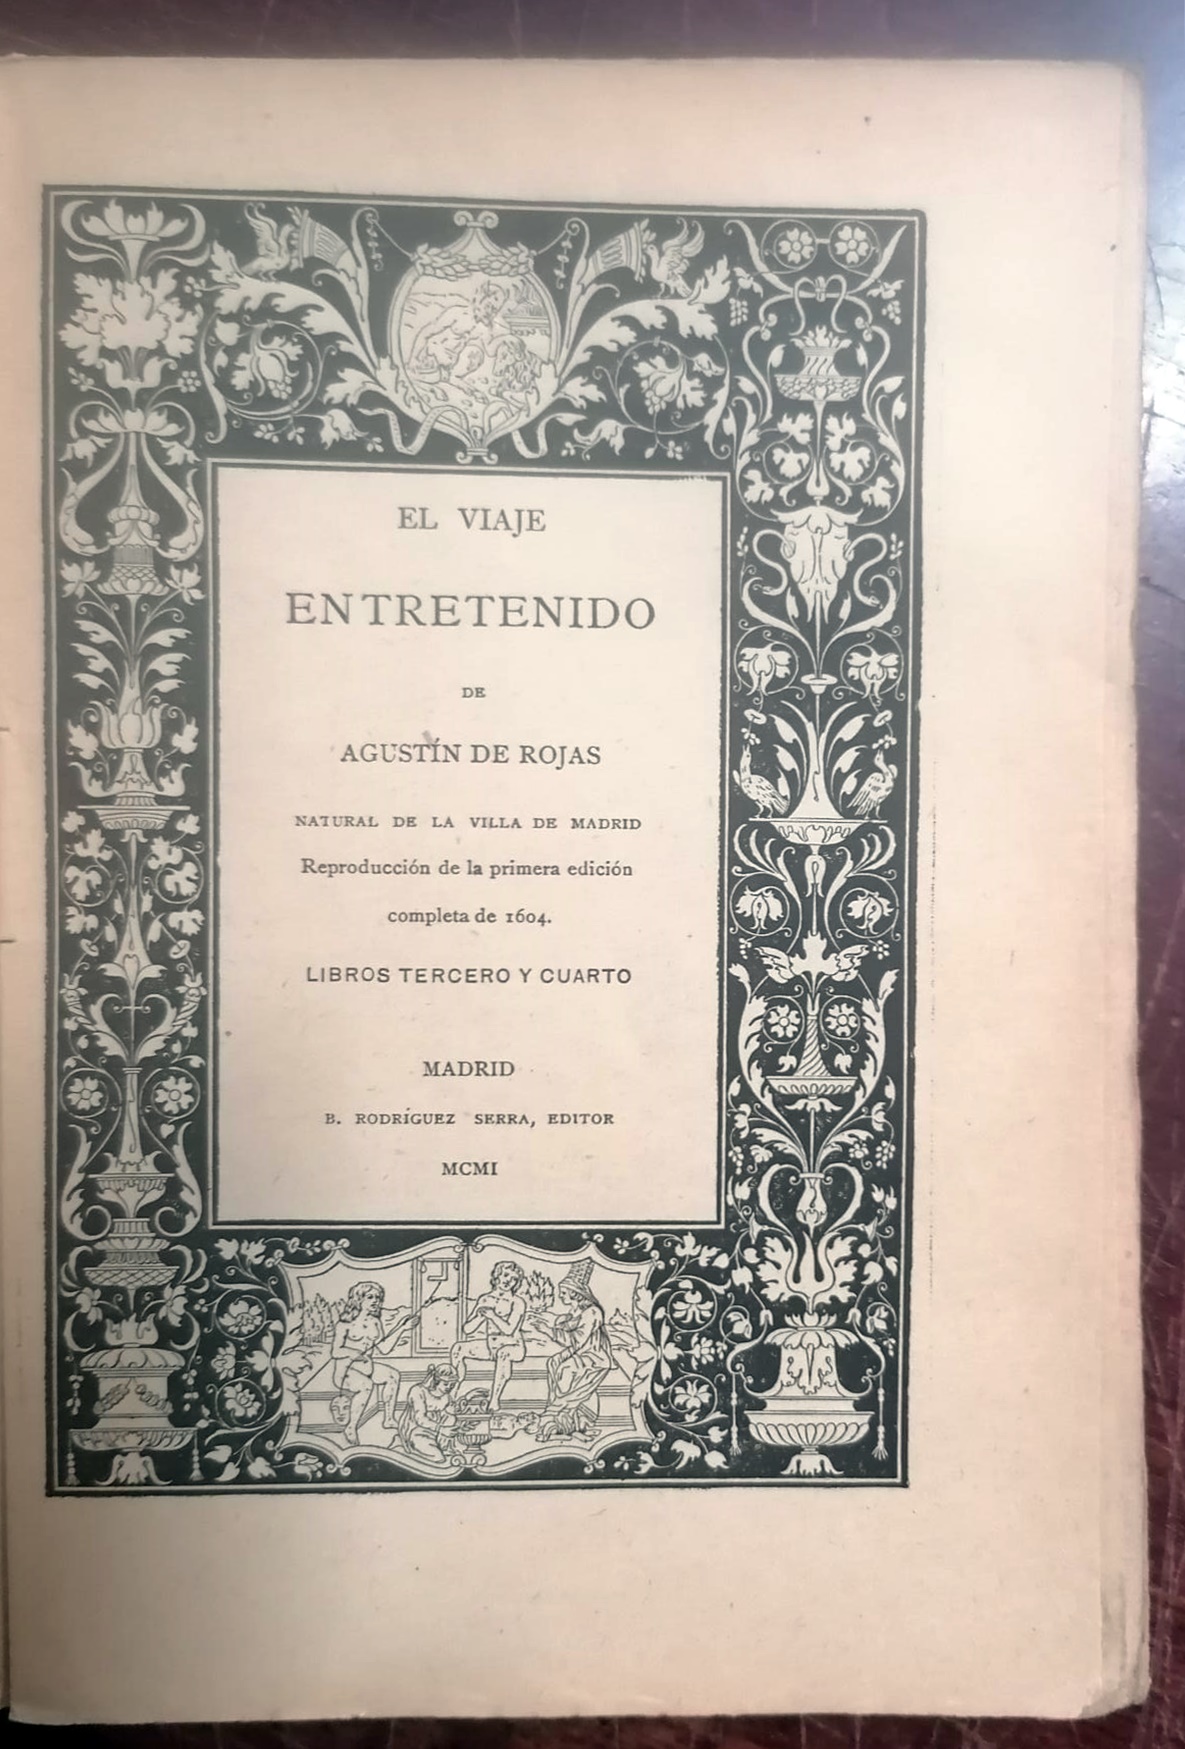 EL VIAJE
ENTRETENIDO
DE
AGUSTÍN DE ROJAS
NATURAL DE LA VILLA DE MADRID
Reproducción de la primera edición
completa de 1604.
LIBROS TERCERO Y CUARTO
MADRID
B. RODRÍGUEZ SERRA, EDITOR
MCMI